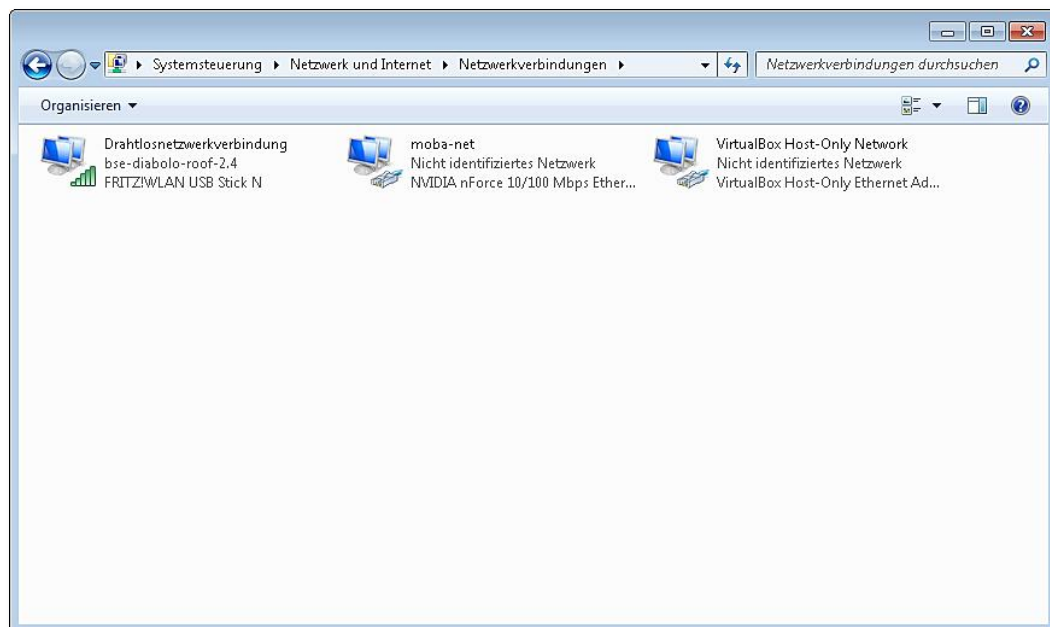 Systemsteuerung Netzwerk und Internet Netzwerkverbindungen Netzwerkverbindungen durchsuchen
Organisieren
Drahtlosnetzwerkverbindung
bse-diabolo-roof-2.4
FRITZ!WLAN USB Stick N
moba-net
Nicht identifiziertes Netzwerk
NVIDIA nForce 10/100 Mbps Ether...
VirtualBox Host-Only Network
Nicht identifiziertes Netzwerk
VirtualBox Host-Only Ethernet Ad...